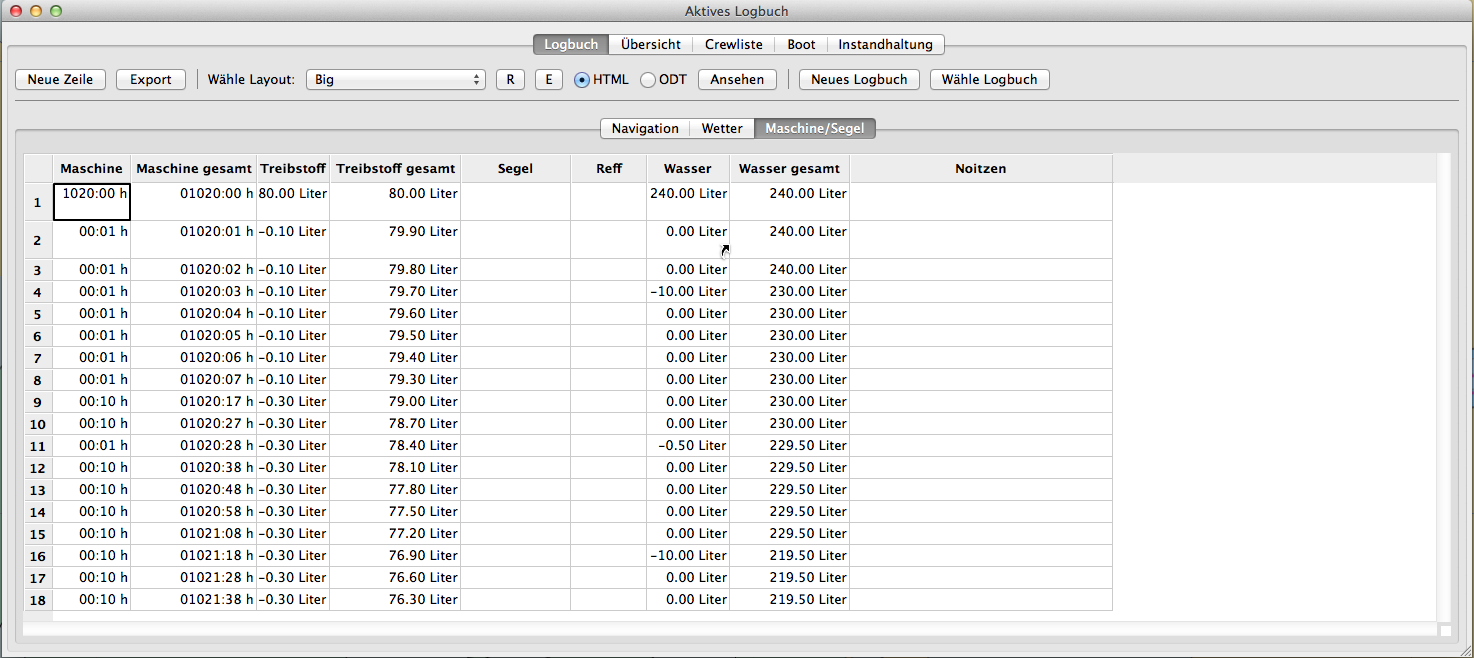 Aktives Logbuch
Logbuch Übersicht Crewliste Boot Instandhaltung
Neue Zeile Export Wähle Layout: Big R E HTML ODT Ansehen Neues Logbuch Wähle Logbuch
Navigation Wetter Maschine/Segel
Maschine Maschine gesamt Treibstoff Treibstoff gesamt Segel Reff Wasser Wasser gesamt Noitzen
1 1020:00 h 01020:00 h 80.00 Liter 80.00 Liter 240.00 Liter 240.00 Liter
2 00:01 h 01020:01 h -0.10 Liter 79.90 Liter 0.00 Liter 240.00 Liter
3 00:01 h 01020:02 h -0.10 Liter 79.80 Liter 0.00 Liter 240.00 Liter
4 00:01 h 01020:03 h -0.10 Liter 79.70 Liter -10.00 Liter 230.00 Liter
5 00:01 h 01020:04 h -0.10 Liter 79.60 Liter 0.00 Liter 230.00 Liter
6 00:01 h 01020:05 h -0.10 Liter 79.50 Liter 0.00 Liter 230.00 Liter
7 00:01 h 01020:06 h -0.10 Liter 79.40 Liter 0.00 Liter 230.00 Liter
8 00:01 h 01020:07 h -0.10 Liter 79.30 Liter 0.00 Liter 230.00 Liter
9 00:10 h 01020:17 h -0.30 Liter 79.00 Liter 0.00 Liter 230.00 Liter
10 00:10 h 01020:27 h -0.30 Liter 78.70 Liter 0.00 Liter 230.00 Liter
11 00:01 h 01020:28 h -0.30 Liter 78.40 Liter -0.50 Liter 229.50 Liter
12 00:10 h 01020:38 h -0.30 Liter 78.10 Liter 0.00 Liter 229.50 Liter
13 00:10 h 01020:48 h -0.30 Liter 77.80 Liter 0.00 Liter 229.50 Liter
14 00:10 h 01020:58 h -0.30 Liter 77.50 Liter 0.00 Liter 229.50 Liter
15 00:10 h 01021:08 h -0.30 Liter 77.20 Liter 0.00 Liter 229.50 Liter
16 00:10 h 01021:18 h -0.30 Liter 76.90 Liter -10.00 Liter 219.50 Liter
17 00:10 h 01021:28 h -0.30 Liter 76.60 Liter 0.00 Liter 219.50 Liter
18 00:10 h 01021:38 h -0.30 Liter 76.30 Liter 0.00 Liter 219.50 Liter